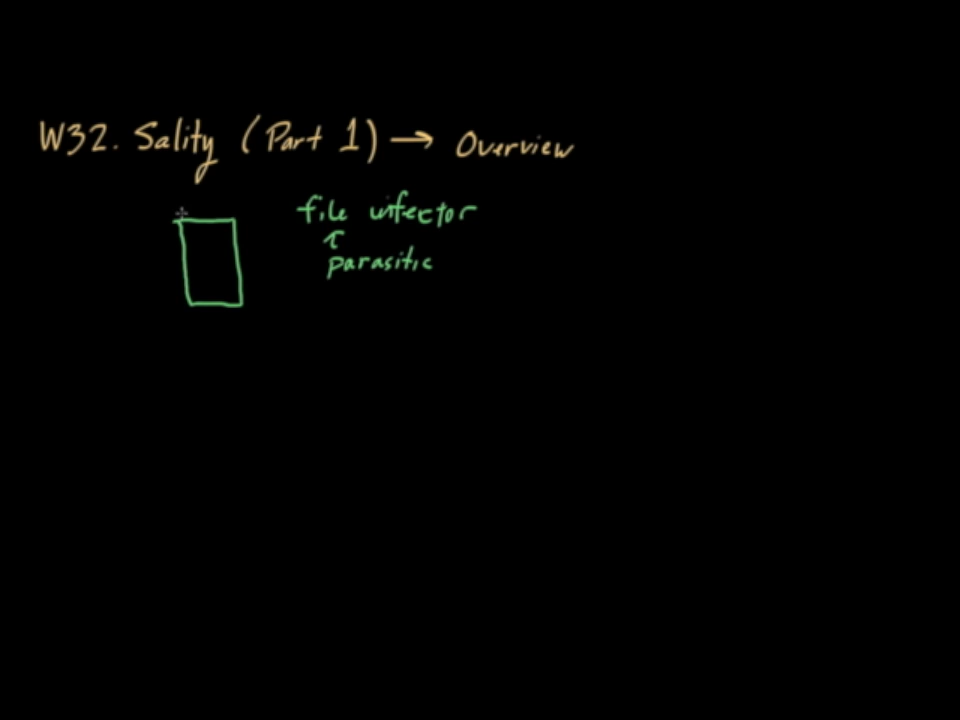 W32. Sality (Part 1) → Overview
file infector
↑
parasitic